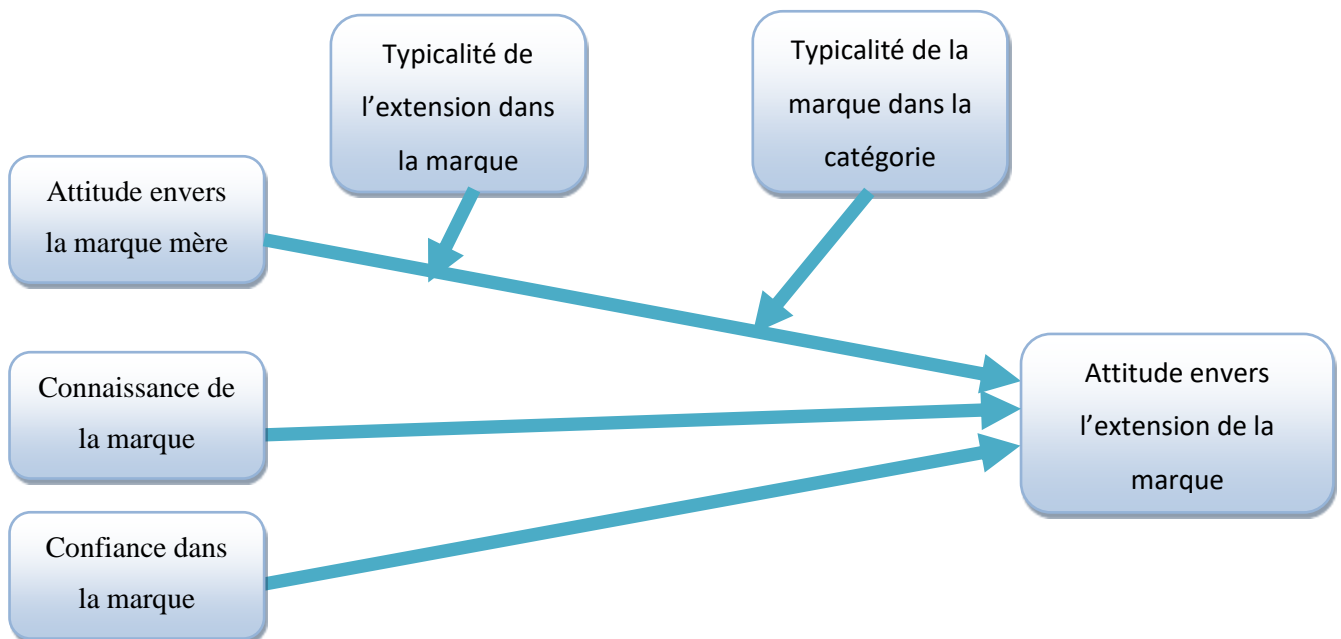 Typicalité de
l’extension dans
la marque
Typicalité de la
marque dans la
catégorie
Attitude envers
la marque mère
Connaissance de
la marque
Confiance dans
la marque
Attitude envers
l’extension de la
marque